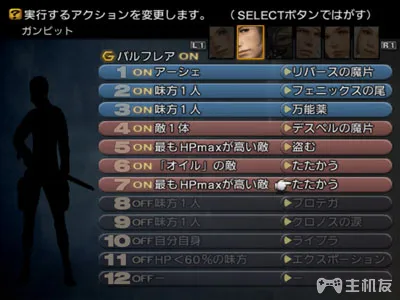 実行するアクションを変更します。 （SELECTボタンではがす）
ガンビット
L1 R1
G バルフレア ON
1 ON アーシェ リバースの魔片
2 ON 味方1人 フェニックスの尾
3 ON 味方1人 万能薬
4 ON 敵1体 デスペルの魔片
5 ON 最もHPmaxが高い敵 盗む
6 ON 「オイル」の敵 たたかう
7 ON 最もHPmaxが高い敵 たたかう
8 OFF 味方1人 プロテガ
9 OFF 味方1人 クロノスの涙
10 OFF 自分自身 ライブラ
11 OFF HP＜60%の味方 エクスポーション
12 OFF － －
主机友